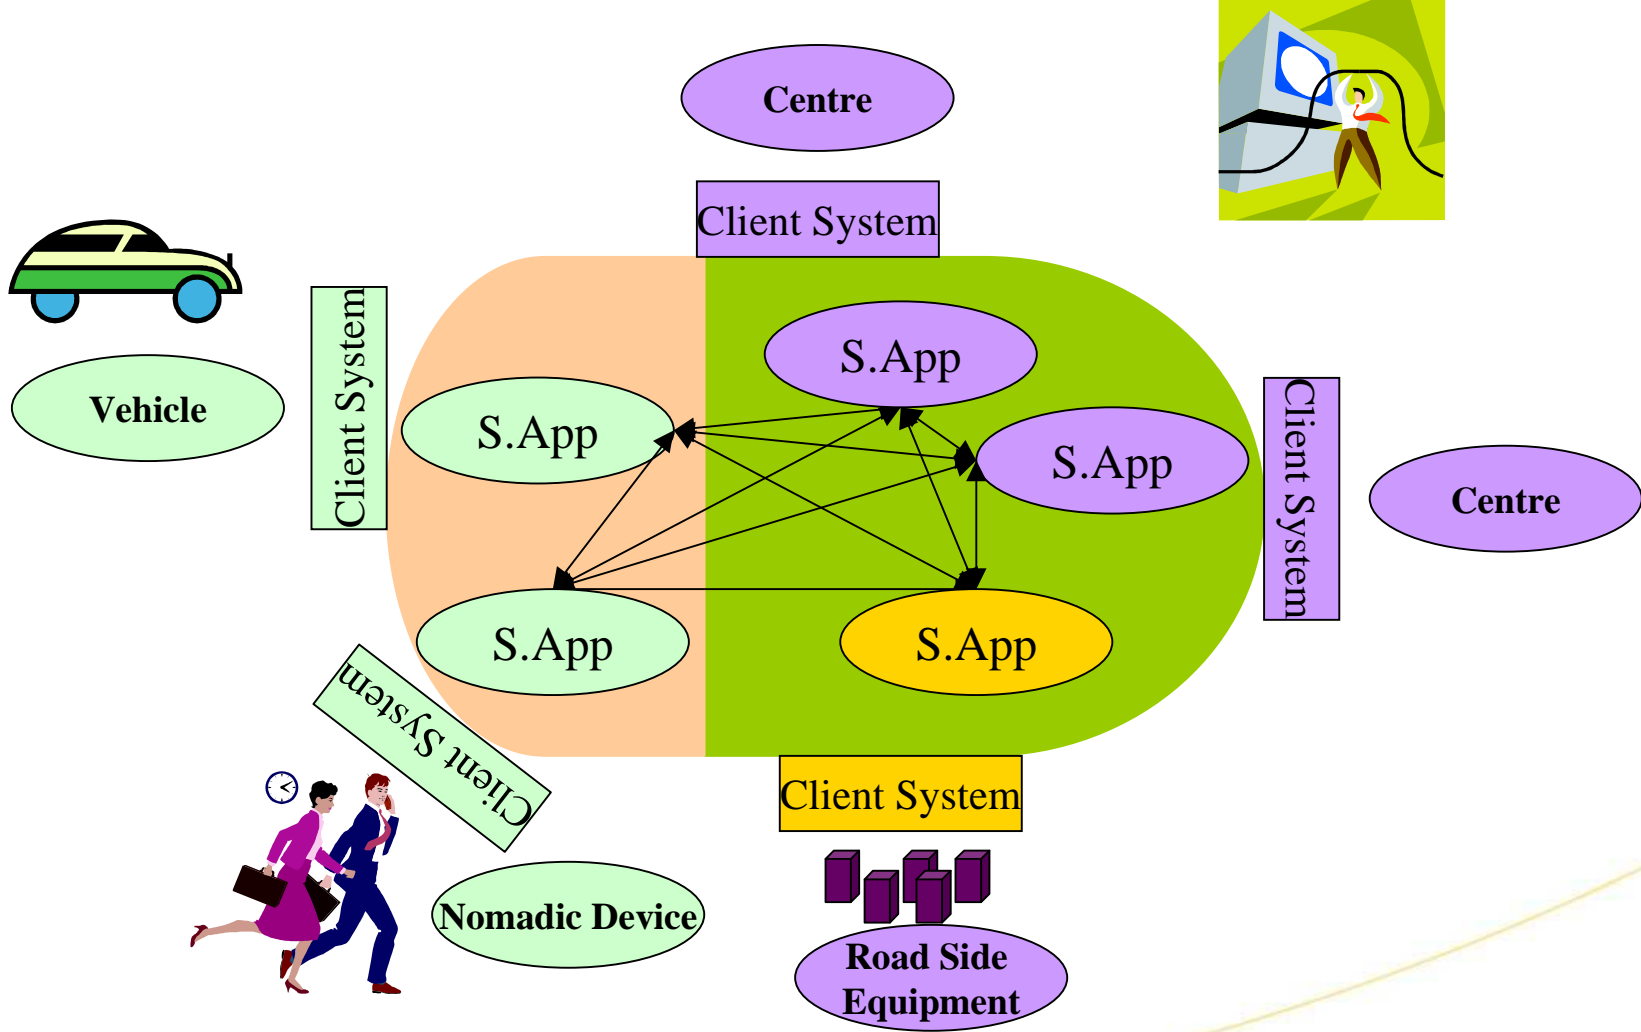 Centre
Client System
Client System
Vehicle
S.App
S.App
S.App
Client System
Centre
S.App
S.App
Client System
Client System
Nomadic Device
Road Side
Equipment